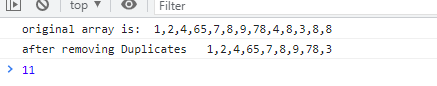 top ▼ Filter
original array is:  1,2,4,65,7,8,9,78,4,8,3,8,8
after removing Duplicates   1,2,4,65,7,8,9,78,3
> 11